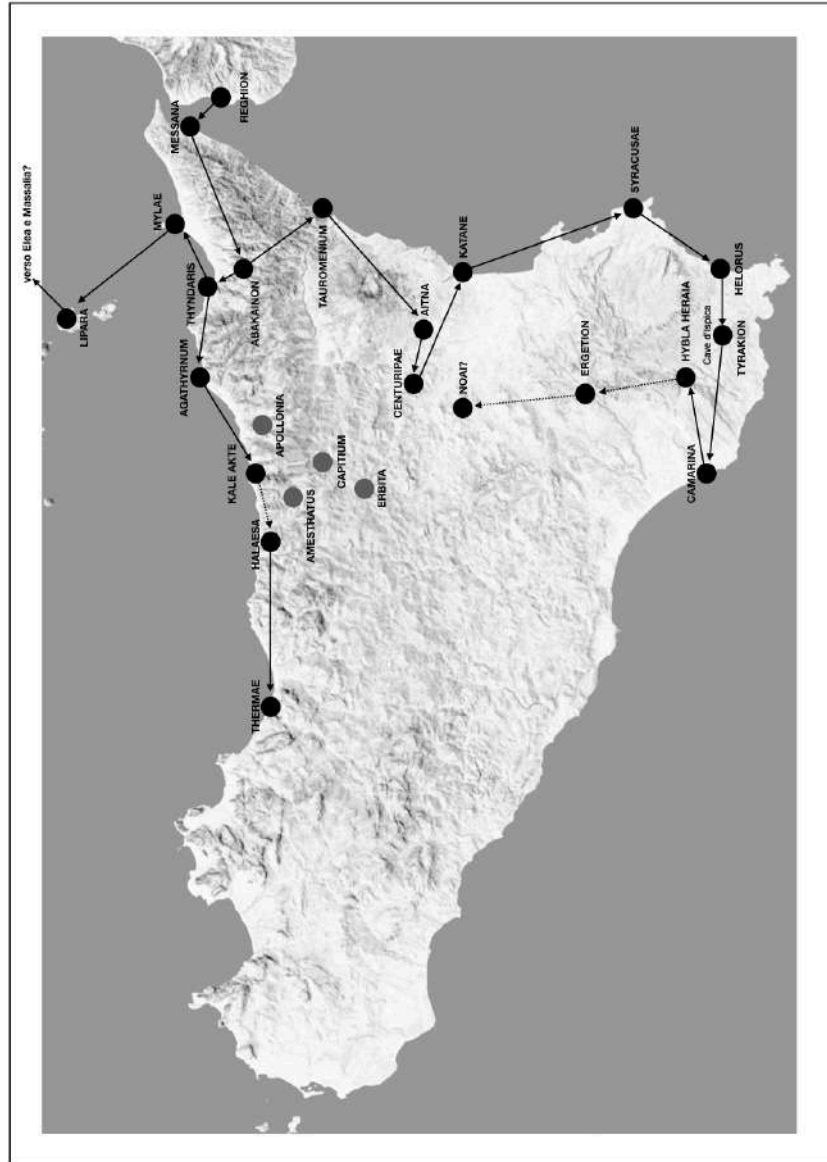 verso Elea e Massalia?
LIPARA
MYLAE
MESSANA
REGHION
THYNDARIS
ABAKAINON
AGATHYRNUM
TAUROMENIUM
KALE AKTE
APOLLONIA
CAPITIUM
AMESTRATUS
ERBITA
HALAESA
THERMAE
AITNA
CENTURIPAE
KATANE
NOAI?
SYRACUSAE
ERGETION
HYBLA HERAIA
HELORUS
Cave d'Ispica
TYRAKION
CAMARINA